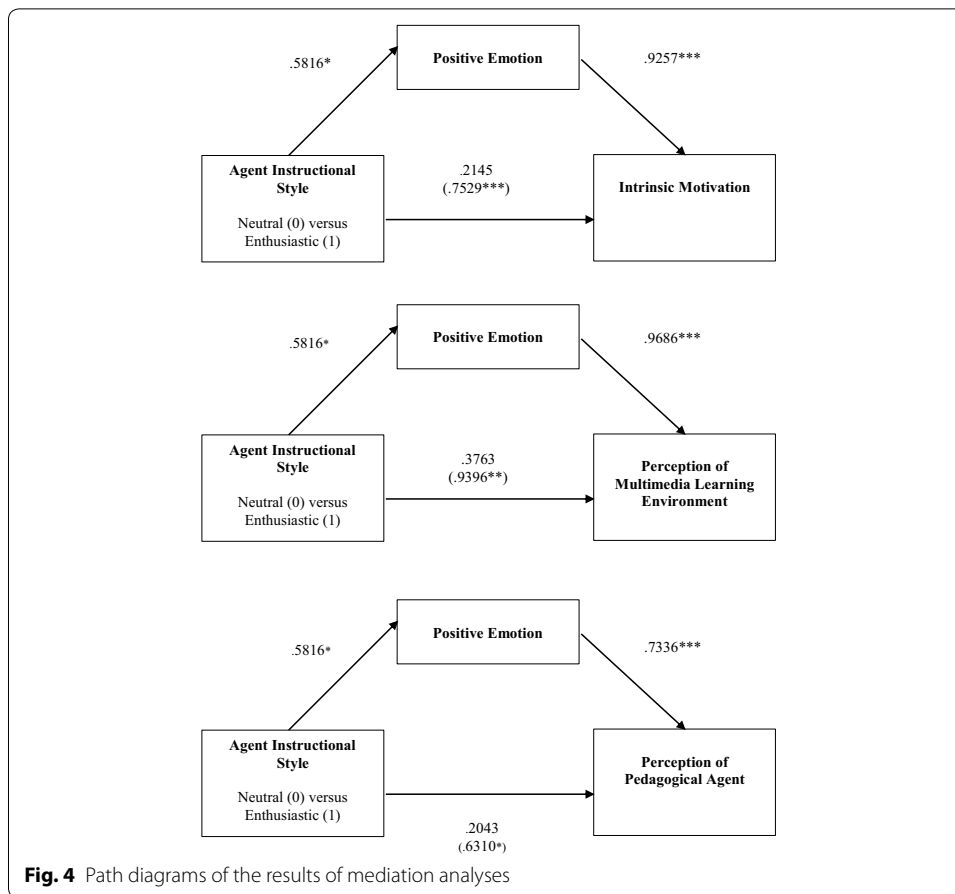 .5816*
Positive Emotion
.9257***
Agent Instructional
Style
Neutral (0) versus
Enthusiastic (1)
.2145
(.7529***)
Intrinsic Motivation
.5816*
Positive Emotion
.9686***
Agent Instructional
Style
Neutral (0) versus
Enthusiastic (1)
.3763
(.9396**)
Perception of
Multimedia Learning
Environment
.5816*
Positive Emotion
.7336***
Agent Instructional
Style
Neutral (0) versus
Enthusiastic (1)
.2043
(.6310*)
Perception of
Pedagogical Agent
Fig. 4 Path diagrams of the results of mediation analyses